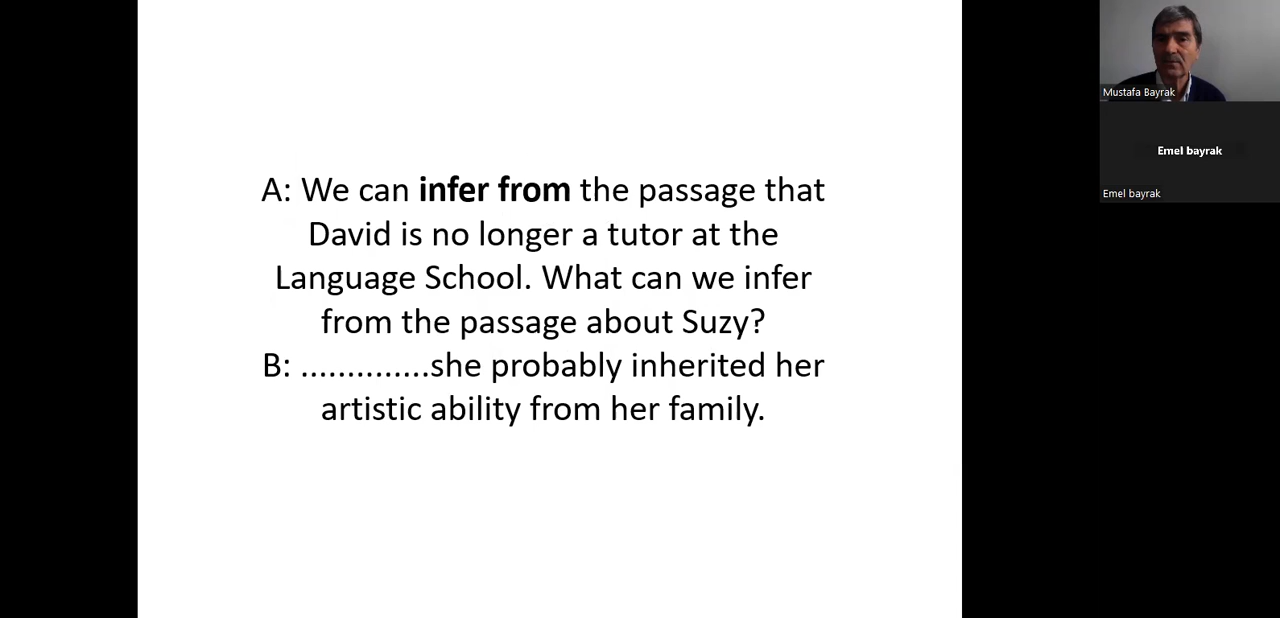 A: We can infer from the passage that
David is no longer a tutor at the
Language School. What can we infer
from the passage about Suzy?
B: ..............she probably inherited her
artistic ability from her family.
Mustafa Bayrak
Emel bayrak
Emel bayrak